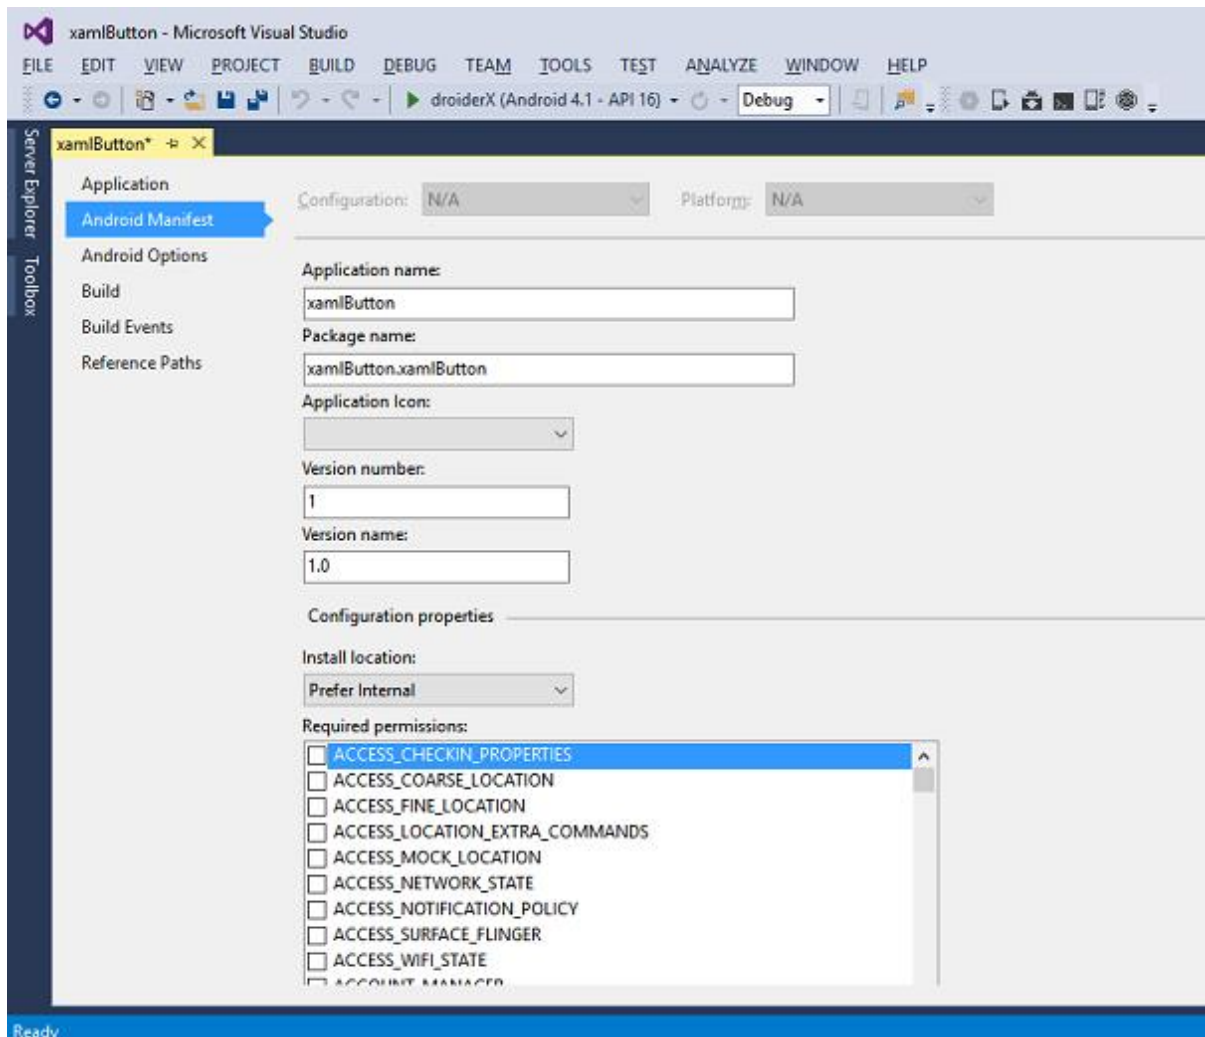 xamlButton - Microsoft Visual Studio
FILE EDIT VIEW PROJECT BUILD DEBUG TEAM TOOLS TEST ANALYZE WINDOW HELP
droiderX (Android 4.1 - API 16) Debug
Server Explorer
Toolbox
xamlButton*
Application
Android Manifest
Android Options
Build
Build Events
Reference Paths
Configuration: N/A Platform: N/A
Application name:
xamlButton
Package name:
xamlButton.xamlButton
Application Icon:
Version number:
1
Version name:
1.0
Configuration properties
Install location:
Prefer Internal
Required permissions:
ACCESS_CHECKIN_PROPERTIES
ACCESS_COARSE_LOCATION
ACCESS_FINE_LOCATION
ACCESS_LOCATION_EXTRA_COMMANDS
ACCESS_MOCK_LOCATION
ACCESS_NETWORK_STATE
ACCESS_NOTIFICATION_POLICY
ACCESS_SURFACE_FLINGER
ACCESS_WIFI_STATE
ACCOUNT_MANAGER
Ready